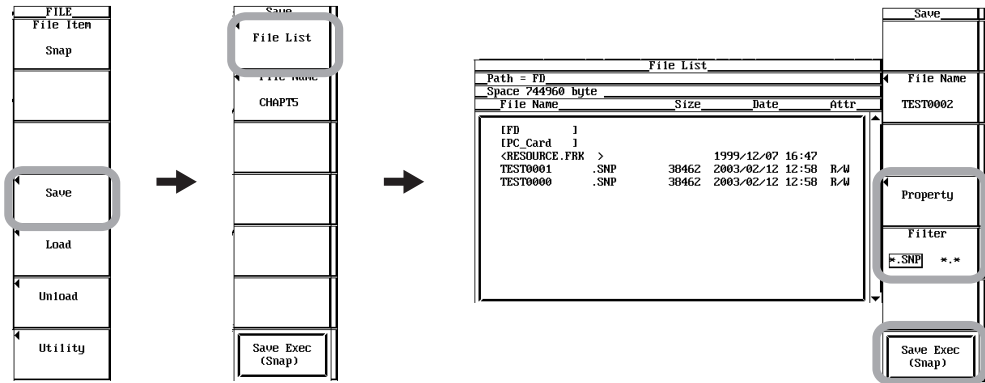 FILE
File Item
Snap
Save
Load
Unload
Utility
Save
File List
File Name
CHAPT5
Save Exec
(Snap)
File List
Path = FD
Space 744960 byte
File Name Size Date Attr
[FD ]
[PC_Card ]
<RESOURCE.FRK > 1999/12/07 16:47
TEST0001 .SNP 38462 2003/02/12 12:58 R/W
TEST0000 .SNP 38462 2003/02/12 12:58 R/W
Save
File Name
TEST0002
Property
Filter
*.SNP *.*
Save Exec
(Snap)